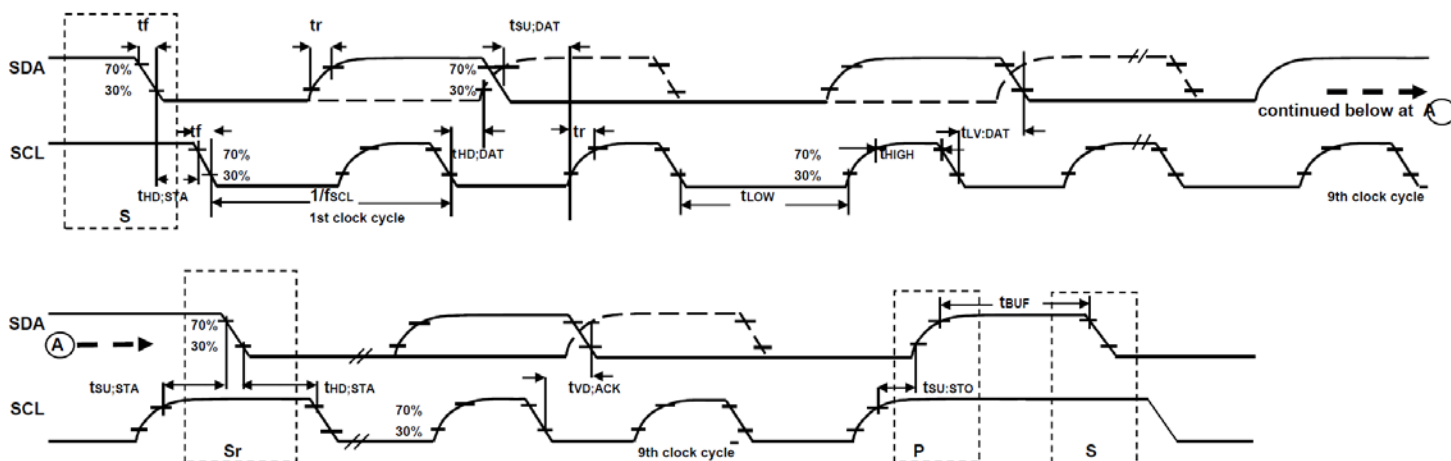 tf tr tSU;DAT
SDA 70% 70%
30% 30%
continued below at A
tf tHD;DAT tr tHIGH tLV:DAT
SCL 70% 70%
30% 30%
tHD;STA 1/fSCL tLOW
S 1st clock cycle 9th clock cycle
tBUF
SDA 70%
A 30%
tSU;STA tHD;STA tVD;ACK tSU:STO
SCL 70%
30%
Sr 9th clock cycle P S